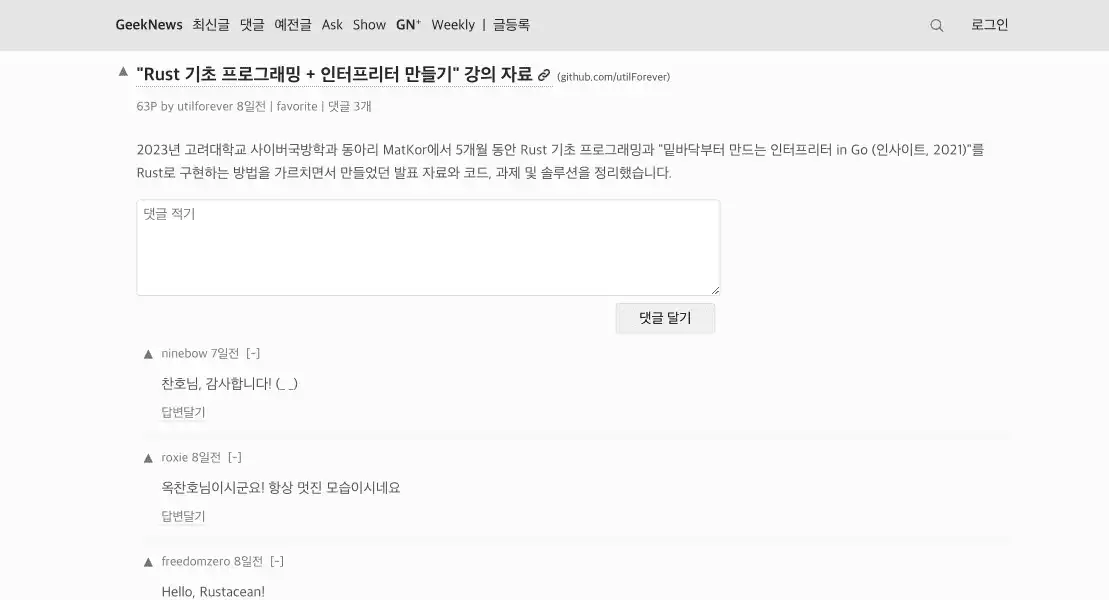 GeekNews 최신글 댓글 예전글 Ask Show GN⁺ Weekly | 글등록 로그인
▲ "Rust 기초 프로그래밍 + 인터프리터 만들기" 강의 자료 (github.com/utilForever)
63P by utilforever 8일전 | favorite | 댓글 3개
2023년 고려대학교 사이버국방학과 동아리 MatKor에서 5개월 동안 Rust 기초 프로그래밍과 "밑바닥부터 만드는 인터프리터 in Go (인사이트, 2021)"를
Rust로 구현하는 방법을 가르치면서 만들었던 발표 자료와 코드, 과제 및 솔루션을 정리했습니다.
댓글 적기
댓글 달기
▲ ninebow 7일전 [-]
찬호님, 감사합니다! (_ _)
답변달기
▲ roxie 8일전 [-]
옥찬호님이시군요! 항상 멋진 모습이시네요
답변달기
▲ freedomzero 8일전 [-]
Hello, Rustacean!